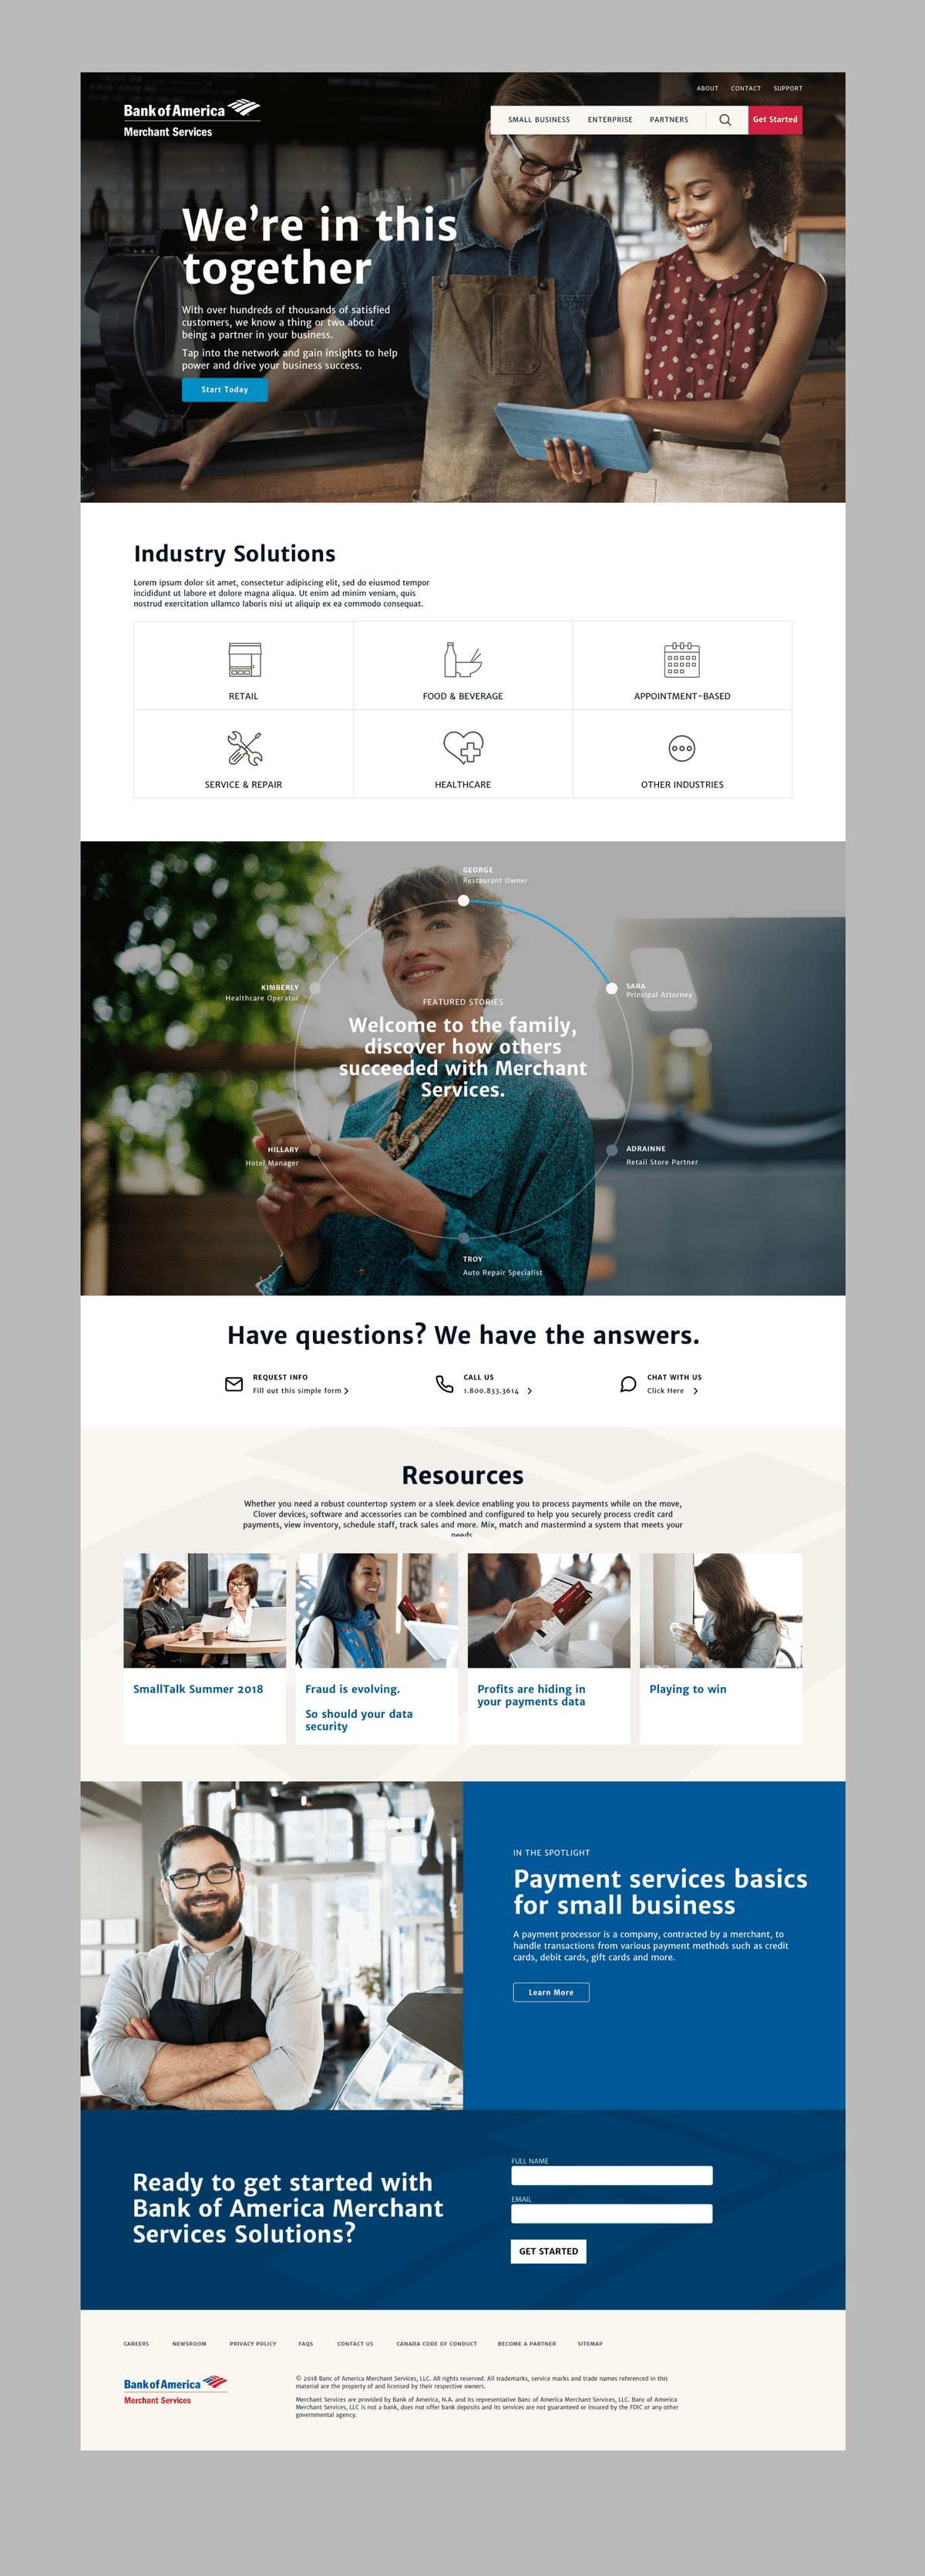 ABOUT CONTACT SUPPORT
Bank of America
Merchant Services
SMALL BUSINESS ENTERPRISE PARTNERS Get Started
We're in this
together
With over hundreds of thousands of satisfied
customers, we know a thing or two about
being a partner in your business.
Tap into the network and gain insights to help
power and drive your business success.
Start Today
Industry Solutions
Lorem ipsum dolor sit amet, consectetur adipiscing elit, sed do eiusmod tempor
incididunt ut labore et dolore magna aliqua. Ut enim ad minim veniam, quis
nostrud exercitation ullamco laboris nisi ut aliquip ex ea commodo consequat.
RETAIL FOOD & BEVERAGE APPOINTMENT-BASED
SERVICE & REPAIR HEALTHCARE OTHER INDUSTRIES
GEORGE
Restaurant Owner
KIMBERLY
Healthcare Operator
SARA
Principal Attorney
FEATURED STORIES
Welcome to the family,
discover how others
succeeded with Merchant
Services.
HILLARY
Hotel Manager
ADRAINNE
Retail Store Partner
TROY
Auto Repair Specialist
Have questions? We have the answers.
REQUEST INFO
Fill out this simple form
CALL US
1.800.833.3614
CHAT WITH US
Click Here
Resources
Whether you need a robust countertop system or a sleek device enabling you to process payments while on the move,
Clover devices, software and accessories can be combined and configured to help you securely process credit card
payments, view inventory, schedule staff, track sales and more. Mix, match and mastermind a system that meets your
needs
SmallTalk Summer 2018
Fraud is evolving.
So should your data
security
Profits are hiding in
your payments data
Playing to win
IN THE SPOTLIGHT
Payment services basics
for small business
A payment processor is a company, contracted by a merchant, to
handle transactions from various payment methods such as credit
cards, debit cards, gift cards and more.
Learn More
Ready to get started with
Bank of America Merchant
Services Solutions?
FULL NAME
EMAIL
GET STARTED
CAREERS NEWSROOM PRIVACY POLICY FAQS CONTACT US CANADA CODE OF CONDUCT BECOME A PARTNER SITEMAP
Bank of America
Merchant Services
© 2018 Banc of America Merchant Services, LLC. All rights reserved. All trademarks, service marks and trade names referenced in this
material are the property of and licensed by their respective owners.
Merchant Services are provided by Bank of America, N.A. and its representative Banc of America Merchant Services, LLC. Banc of America
Merchant Services, LLC is not a bank, does not offer bank deposits and its services are not guaranteed or insured by the FDIC or any other
governmental agency.